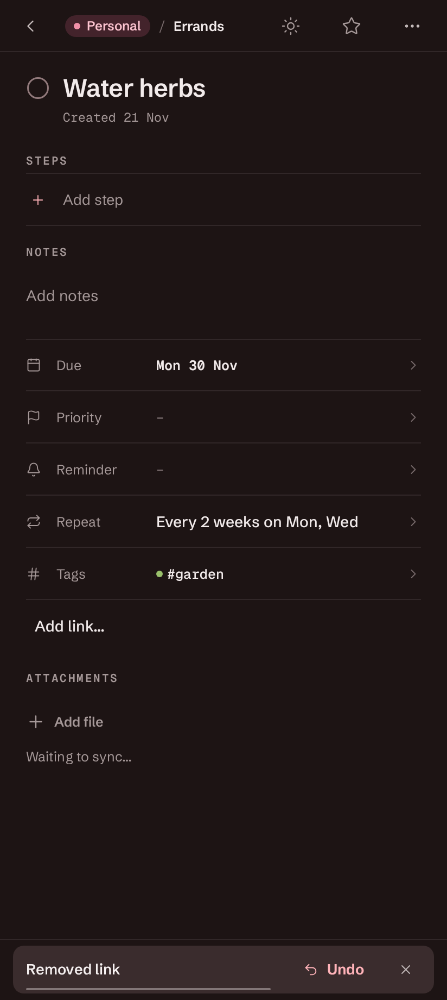 Personal / Errands
Water herbs
Created 21 Nov
STEPS
+ Add step
NOTES
Add notes
Due Mon 30 Nov
Priority –
Reminder –
Repeat Every 2 weeks on Mon, Wed
Tags #garden
Add link…
ATTACHMENTS
+ Add file
Waiting to sync…
Removed link Undo